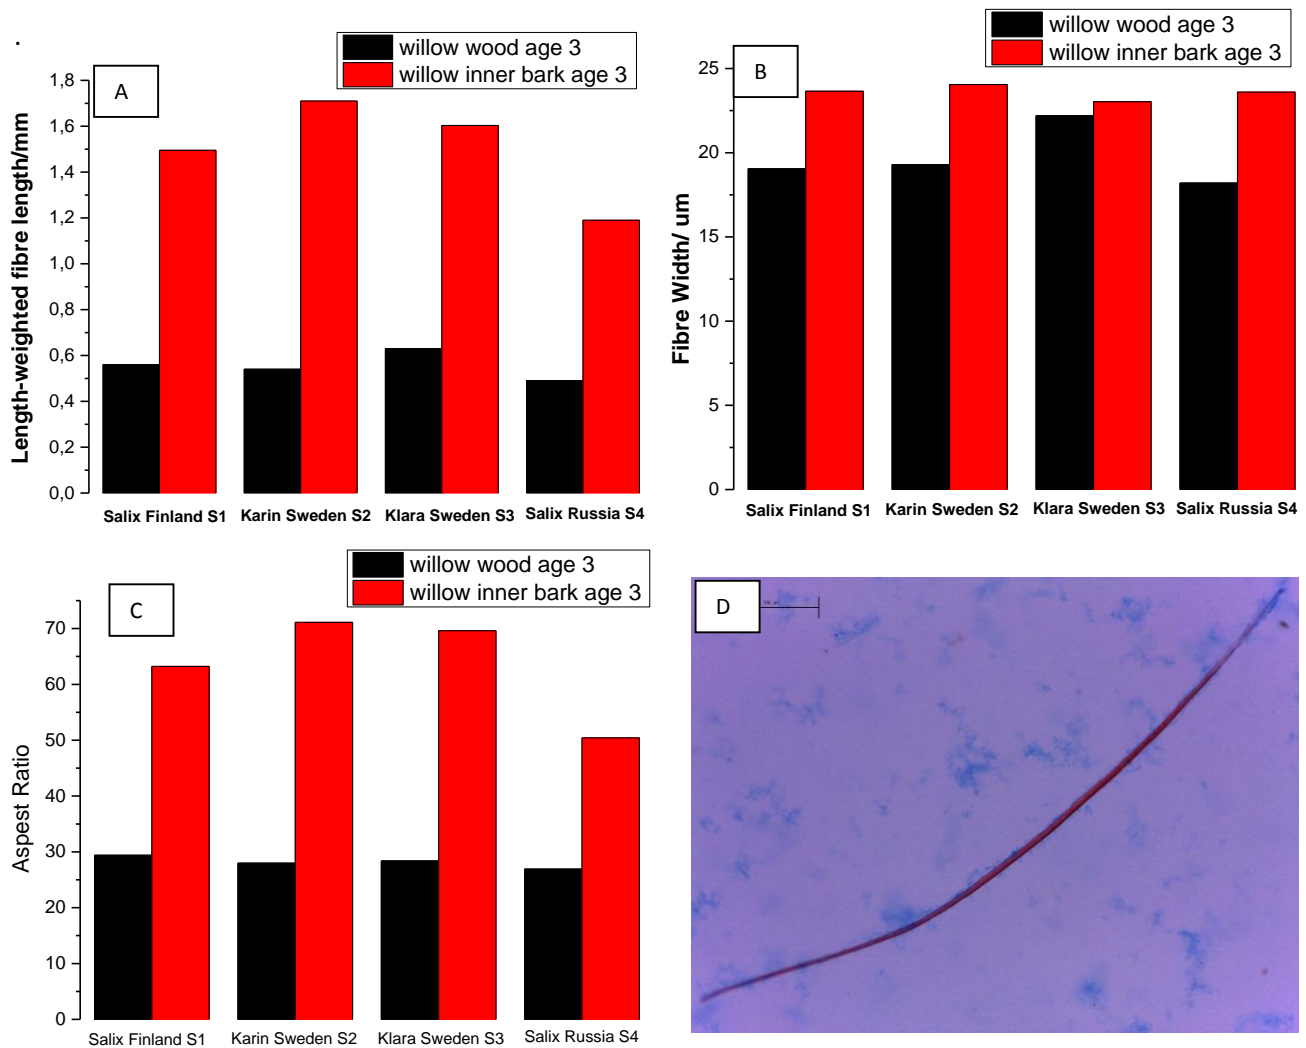 .
A
willow wood age 3
willow inner bark age 3
1,8
1,6
1,4
1,2
1,0
0,8
0,6
0,4
0,2
0,0
Length-weighted fibre length/mm
Salix Finland S1 Karin Sweden S2 Klara Sweden S3 Salix Russia S4
B
willow wood age 3
willow inner bark age 3
25
20
15
10
5
0
Fibre Width/ um
Salix Finland S1 Karin Sweden S2 Klara Sweden S3 Salix Russia S4
C
willow wood age 3
willow inner bark age 3
70
60
50
40
30
20
10
0
Aspest Ratio
Salix Finland S1 Karin Sweden S2 Klara Sweden S3 Salix Russia S4
D